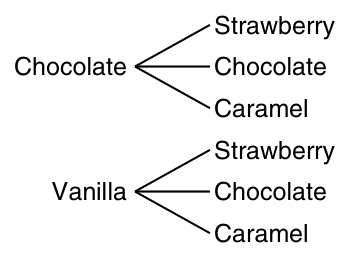 Strawberry
Chocolate Chocolate
Caramel
Strawberry
Vanilla Chocolate
Caramel